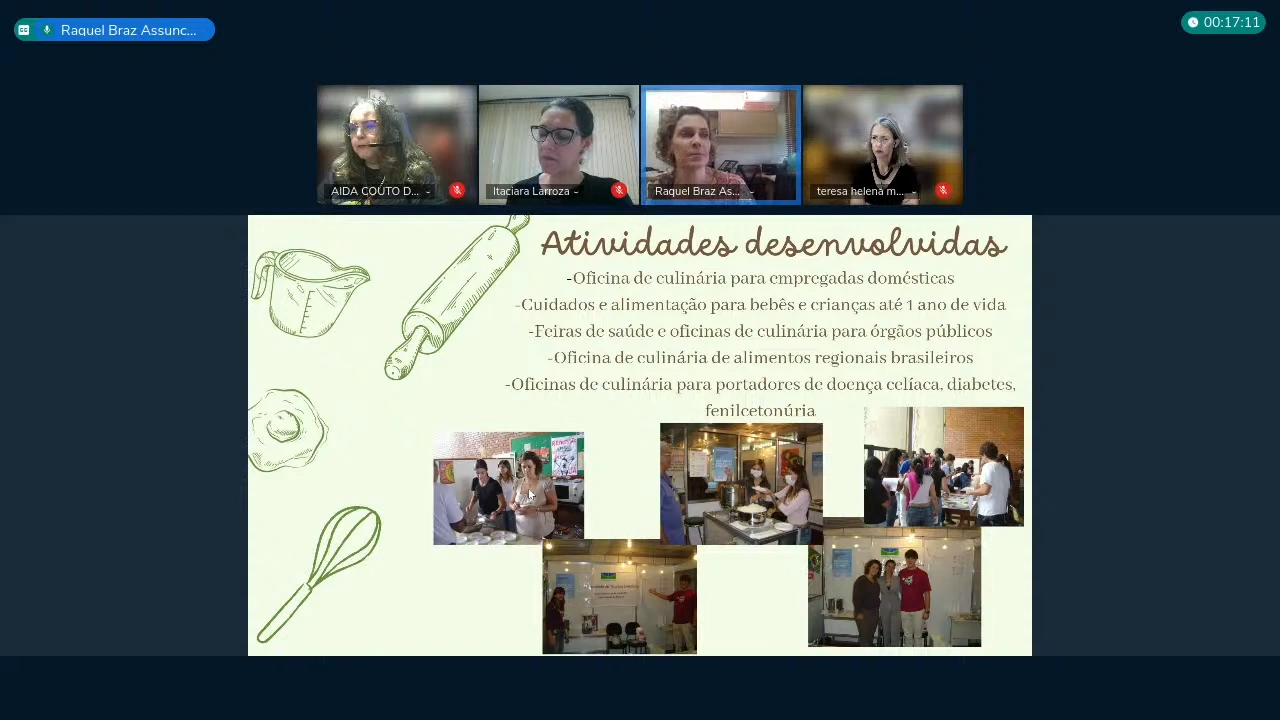 Raquel Braz Assunc...
00:17:11
AIDA COUTO D...
Itaciara Larroza
Raquel Braz As...
teresa helena m...
Atividades desenvolvidas
-Oficina de culinária para empregadas domésticas
-Cuidados e alimentação para bebês e crianças até 1 ano de vida
-Feiras de saúde e oficinas de culinária para órgãos públicos
-Oficina de culinária de alimentos regionais brasileiros
-Oficinas de culinária para portadores de doença celíaca, diabetes,
fenilcetonúria